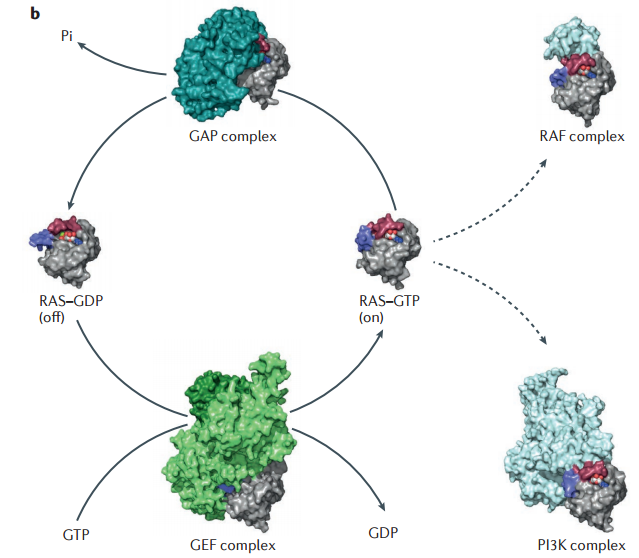 b
Pi
GAP complex
RAF complex
RAS–GDP
(off)
RAS–GTP
(on)
GTP
GEF complex
GDP
PI3K complex